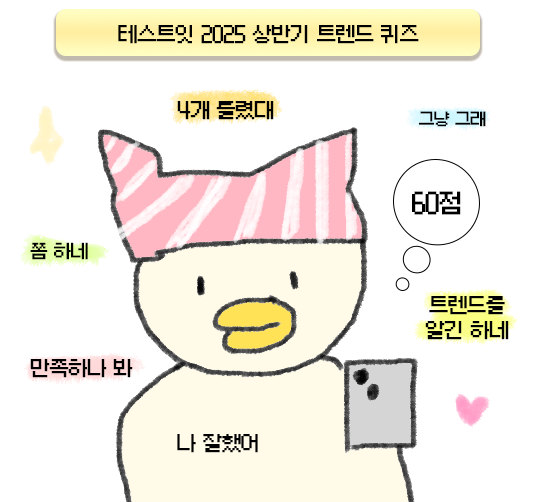 테스트잇 2025 상반기 트렌드 퀴즈
4개 틀렸대
그냥 그래
60점
쫌 하네
트렌드를
알긴 하네
만족하나 봐
나 잘했어